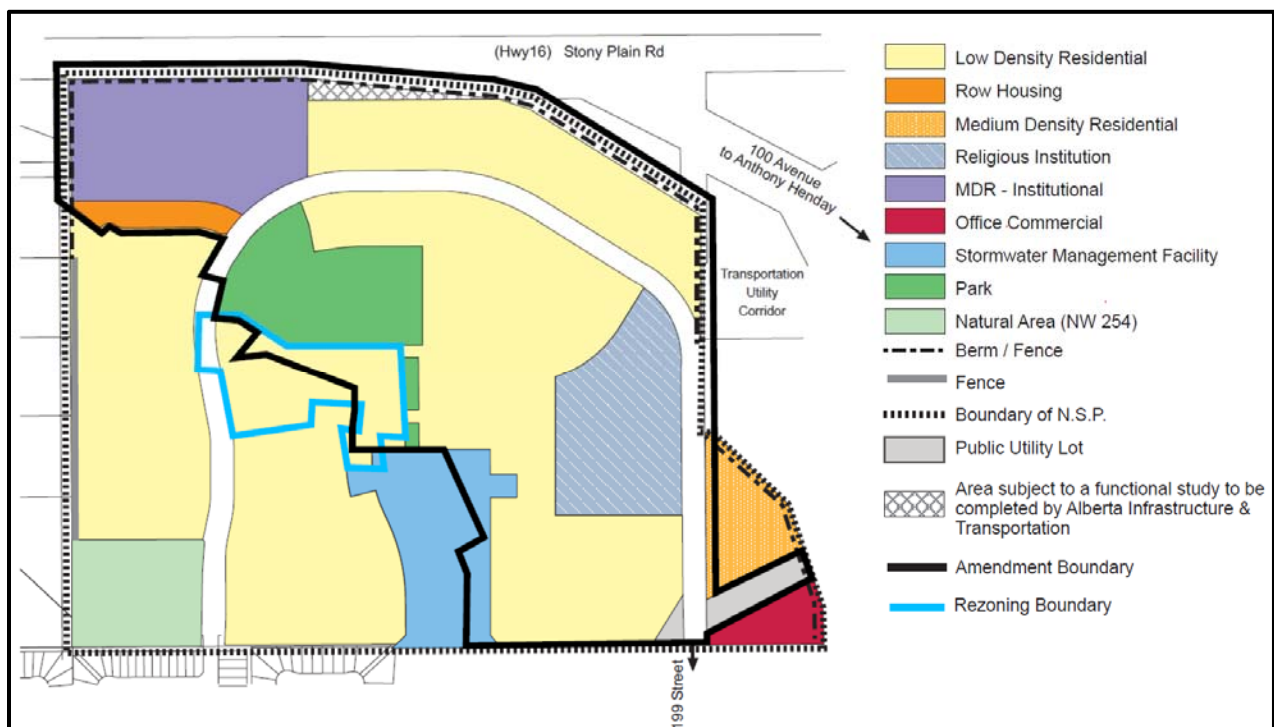 (Hwy16) Stony Plain Rd
100 Avenue
to Anthony Henday
Transportation
Utility
Corridor
199 Street
Low Density Residential
Row Housing
Medium Density Residential
Religious Institution
MDR - Institutional
Office Commercial
Stormwater Management Facility
Park
Natural Area (NW 254)
Berm / Fence
Fence
Boundary of N.S.P.
Public Utility Lot
Area subject to a functional study to be
completed by Alberta Infrastructure &
Transportation
Amendment Boundary
Rezoning Boundary